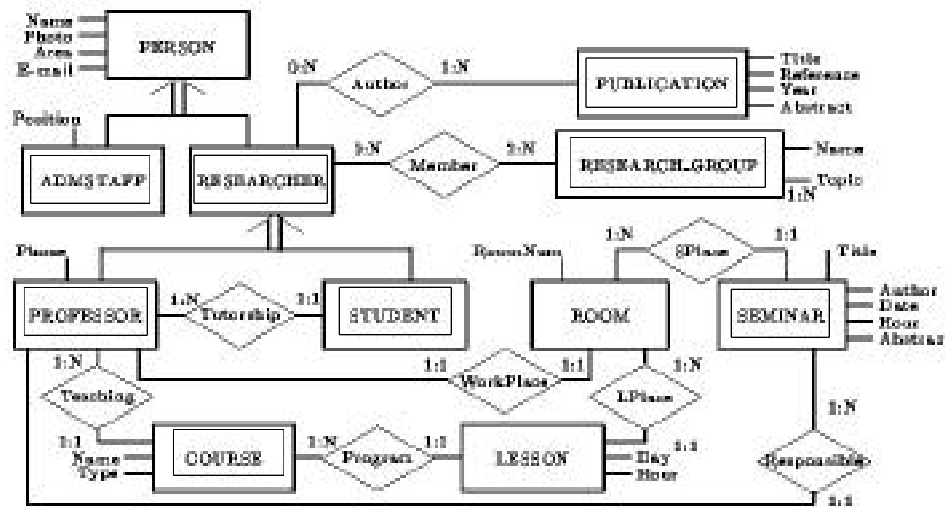 Name
Photo
Area
E-mail
PERSON
0:N
Author
1:N
PUBLICATION
Title
Reference
Year
Abstract
Position
ADMSTAFF
RESEARCHER
Member
1:N
RESEARCH_GROUP
Name
Topic
1:N
Phone
PROFESSOR
1:N
Tutorship
1:1
STUDENT
RoomNum
ROOM
1:N
SPlace
1:1
Title
SEMINAR
Author
Date
Hour
Abstrac
1:N
Teaching
1:1
1:1
WorkPlace
1:1
1:N
LPlace
1:1
Name
Type
COURSE
1:N
Program
1:1
LESSON
Day
Hour
1:N
Responsible
1:1